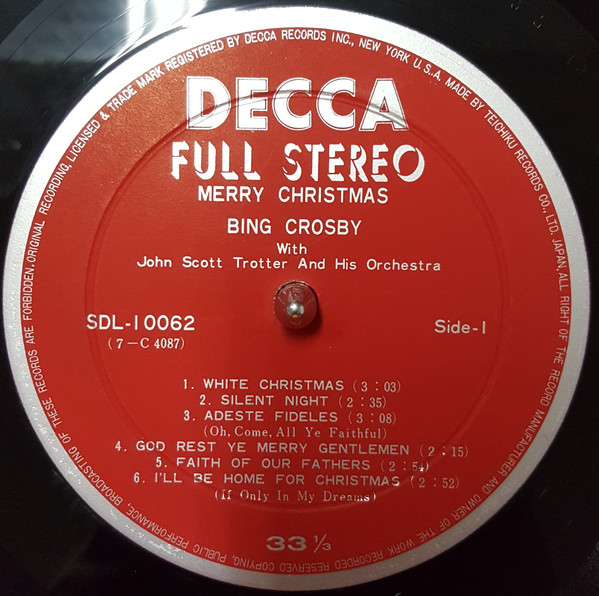 ORIGINAL RECORDING, LICENSED & TRADE MARK REGISTERED BY DECCA RECORDS INC., NEW YORK U.S.A. MADE BY TEICHIKU RECORDS CO., LTD. JAPAN, ALL RIGHT OF THE RECORD MANUFACTURER AND OWNER OF THE WORK RECORDED RESERVED. COPYING, PUBLIC PERFORMANCE, BROADCASTING OF THESE RECORDS ARE FORBIDDEN.
DECCA
FULL STEREO
MERRY CHRISTMAS
BING CROSBY
With
John Scott Trotter And His Orchestra
SDL-10062
Side-1
(7-C 4087)
1. WHITE CHRISTMAS (3:03)
2. SILENT NIGHT (2:35)
3. ADESTE FIDELES (3:08)
(Oh, Come, All Ye Faithful)
4. GOD REST YE MERRY GENTLEMEN (2:15)
5. FAITH OF OUR FATHERS (2:54)
6. I'LL BE HOME FOR CHRISTMAS (2:52)
(If Only In My Dreams)
33 1/3